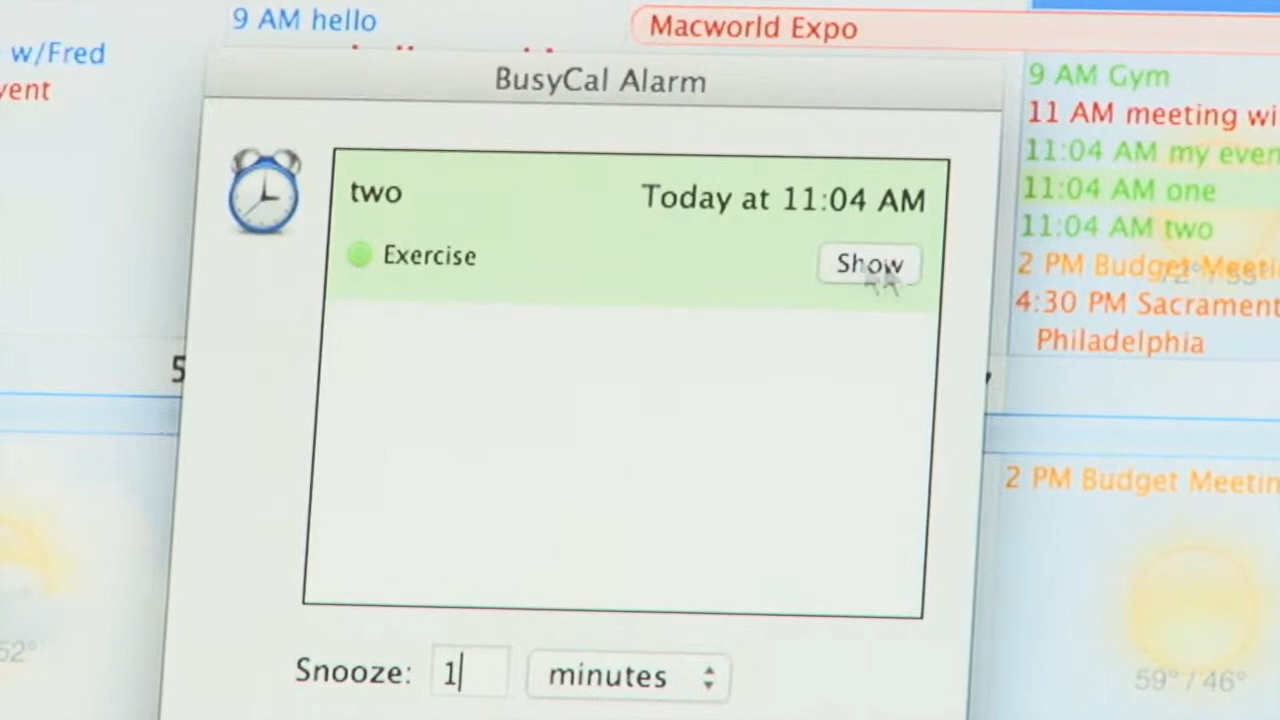 9 AM hello
Macworld Expo
w/Fred
BusyCal Alarm
9 AM Gym
11 AM meeting wi
11:04 AM my even
11:04 AM one
11:04 AM two
2 PM Budget Meeti
4:30 PM Sacrament
Philadelphia
two
Today at 11:04 AM
Exercise
Show
5
2 PM Budget Meetin
Snooze: 1 minutes
52°
59° / 46°